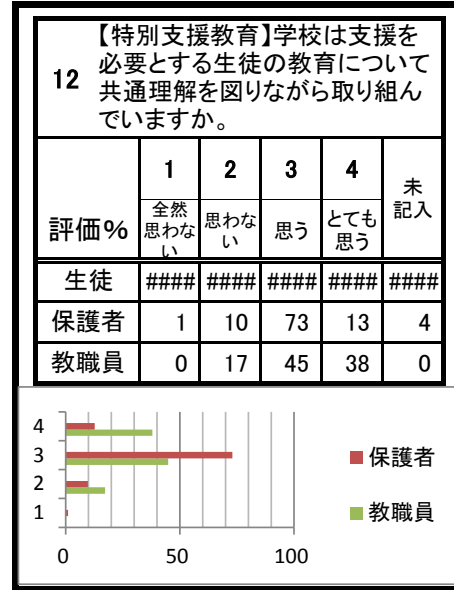 【特別支援教育】学校は支援を
12 必要とする生徒の教育について
共通理解を図りながら取り組ん
でいますか。
1 2 3 4 未記入
評価% 全然思わない 思わない 思う とても思う
生徒 #### #### #### #### ####
保護者 1 10 73 13 4
教職員 0 17 45 38 0
4
3
2
1
0 50 100
保護者
教職員